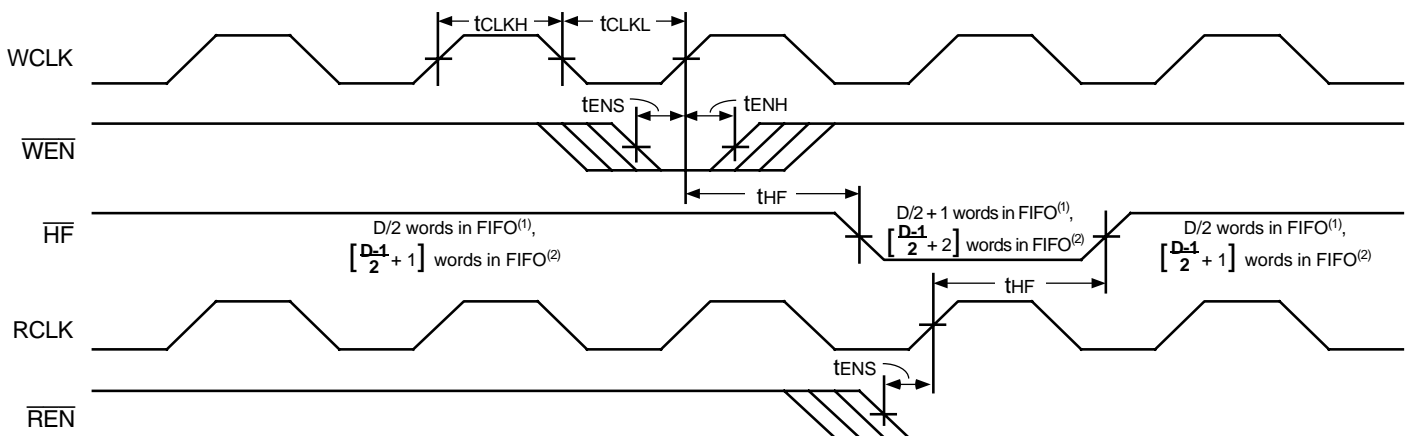 tCLKH
tCLKL
WCLK
tENS
tENH
WEN
tHF
HF
D/2 words in FIFO(1),
[D-1/2 + 1] words in FIFO(2)
D/2 + 1 words in FIFO(1),
[D-1/2 + 2] words in FIFO(2)
D/2 words in FIFO(1),
[D-1/2 + 1] words in FIFO(2)
tHF
RCLK
tENS
REN